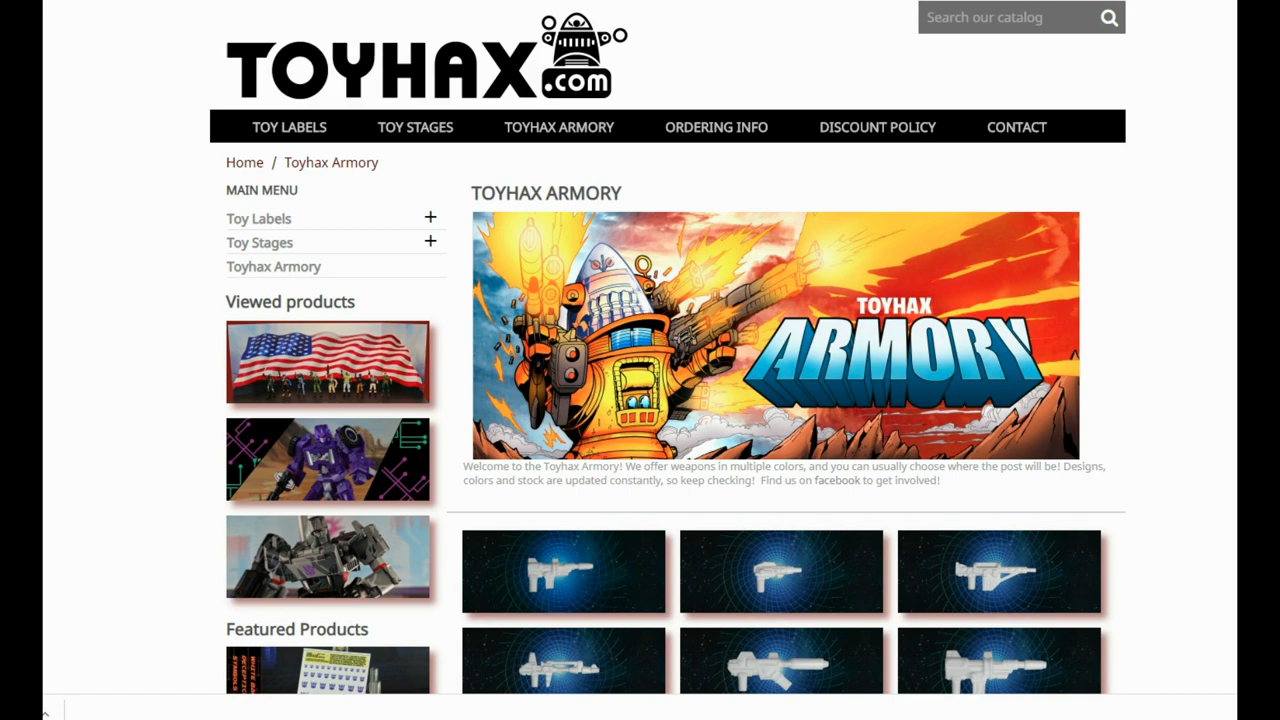 Search our catalog
TOYHAX.com
TOY LABELS TOY STAGES TOYHAX ARMORY ORDERING INFO DISCOUNT POLICY CONTACT
Home / Toyhax Armory
MAIN MENU
Toy Labels +
Toy Stages +
Toyhax Armory
Viewed products
Featured Products
TOYHAX ARMORY
TOYHAX
ARMORY
Welcome to the Toyhax Armory! We offer weapons in multiple colors, and you can usually choose where the post will be! Designs,
colors and stock are updated constantly, so keep checking! Find us on facebook to get involved!